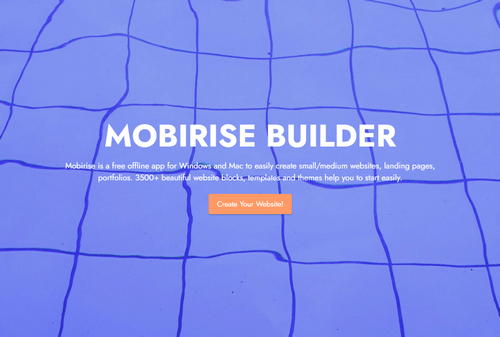 MOBIRISE BUILDER
Mobirise is a free offline app for Windows and Mac to easily create small/medium websites, landing pages,
portfolios. 3500+ beautiful website blocks, templates and themes help you to start easily.
Create Your Website!